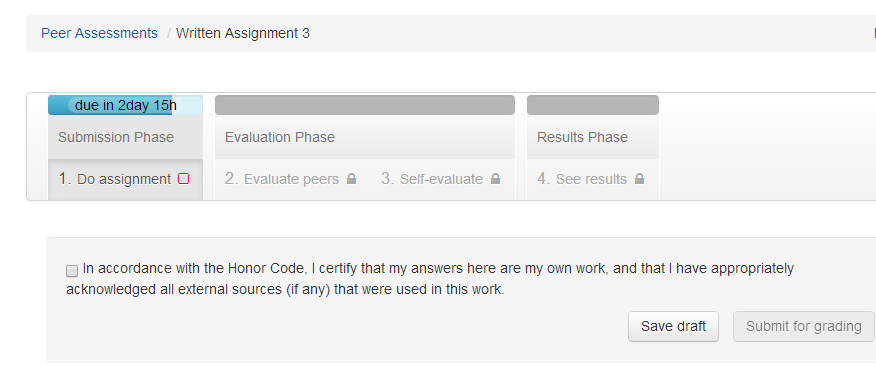 Peer Assessments / Written Assignment 3
due in 2day 15h
Submission Phase
Evaluation Phase
Results Phase
1. Do assignment
2. Evaluate peers
3. Self-evaluate
4. See results
In accordance with the Honor Code, I certify that my answers here are my own work, and that I have appropriately
acknowledged all external sources (if any) that were used in this work.
Save draft
Submit for grading